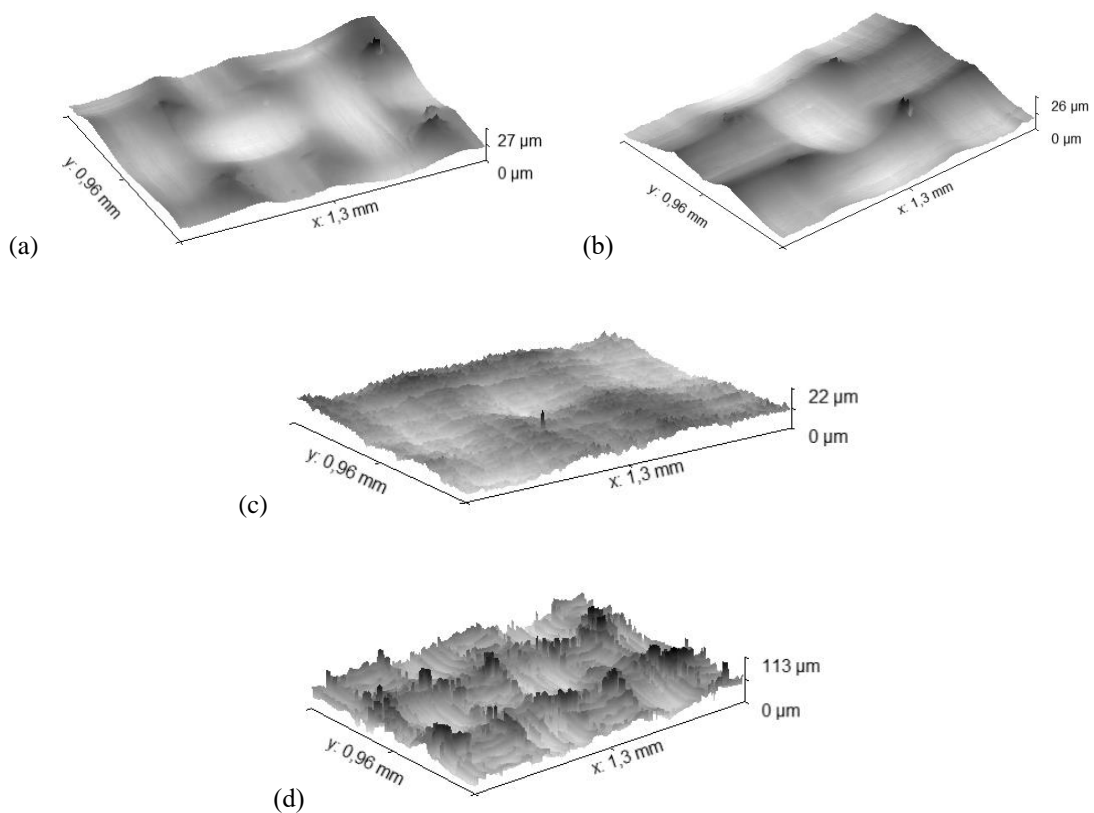 27 µm
0 µm
y: 0,96 mm
x: 1,3 mm
(a)
26 µm
0 µm
y: 0,96 mm
x: 1,3 mm
(b)
22 µm
0 µm
y: 0,96 mm
x: 1,3 mm
(c)
113 µm
0 µm
y: 0,96 mm
x: 1,3 mm
(d)